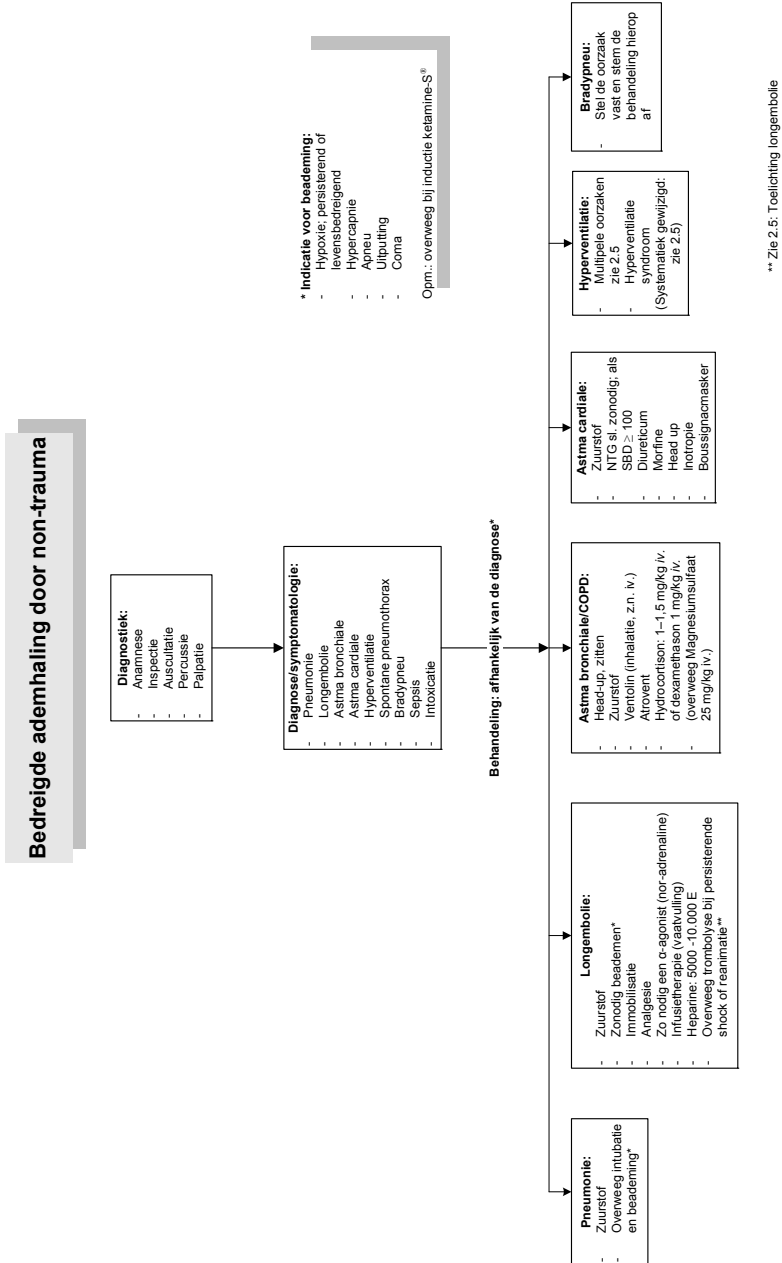 Bedreigde ademhaling door non-trauma
Diagnostiek:
- Anamnese
- Inspectie
- Auscultatie
- Percussie
- Palpatie
Diagnose/symptomatologie:
- Pneumonie
- Longembolie
- Astma bronchiale
- Astma cardiale
- Hyperventilatie
- Spontane pneumothorax
- Bradypneu
- Sepsis
- Intoxicatie
* Indicatie voor beademing:
- Hypoxie; persisterend of
levensbedreigend
- Hypercapnie
- Apneu
- Uitputting
- Coma
Opm.: overweeg bij inductie ketamine-S®
Behandeling: afhankelijk van de diagnose*
Pneumonie:
- Zuurstof
- Overweeg intubatie
en beademing*
Longembolie:
- Zuurstof
- Zonodig beademen*
- Immobilisatie
- Analgesie
- Zo nodig een α-agonist (nor-adrenaline)
- Infusietherapie (vaatvulling)
- Heparine: 5000 -10.000 E
- Overweeg trombolyse bij persisterende
shock of reanimatie**
Astma bronchiale/COPD:
- Head-up, zitten
- Zuurstof
- Ventolin (inhalatie, z.n. iv.)
- Atrovent
- Hydrocortison: 1–1,5 mg/kg iv.
of dexamethason 1 mg/kg iv.
- (overweeg Magnesiumsulfaat
25 mg/kg iv.)
Astma cardiale:
- Zuurstof
- NTG sl. zonodig; als
SBD ≥ 100
- Diureticum
- Morfine
- Head up
- Inotropie
- Boussignacmasker
Hyperventilatie:
- Multipele oorzaken
zie 2.5
- Hyperventilatie
syndroom
(Systematiek gewijzigd:
zie 2.5)
Bradypneu:
- Stel de oorzaak
vast en stem de
behandeling hierop
af
** Zie 2.5: Toelichting longembolie